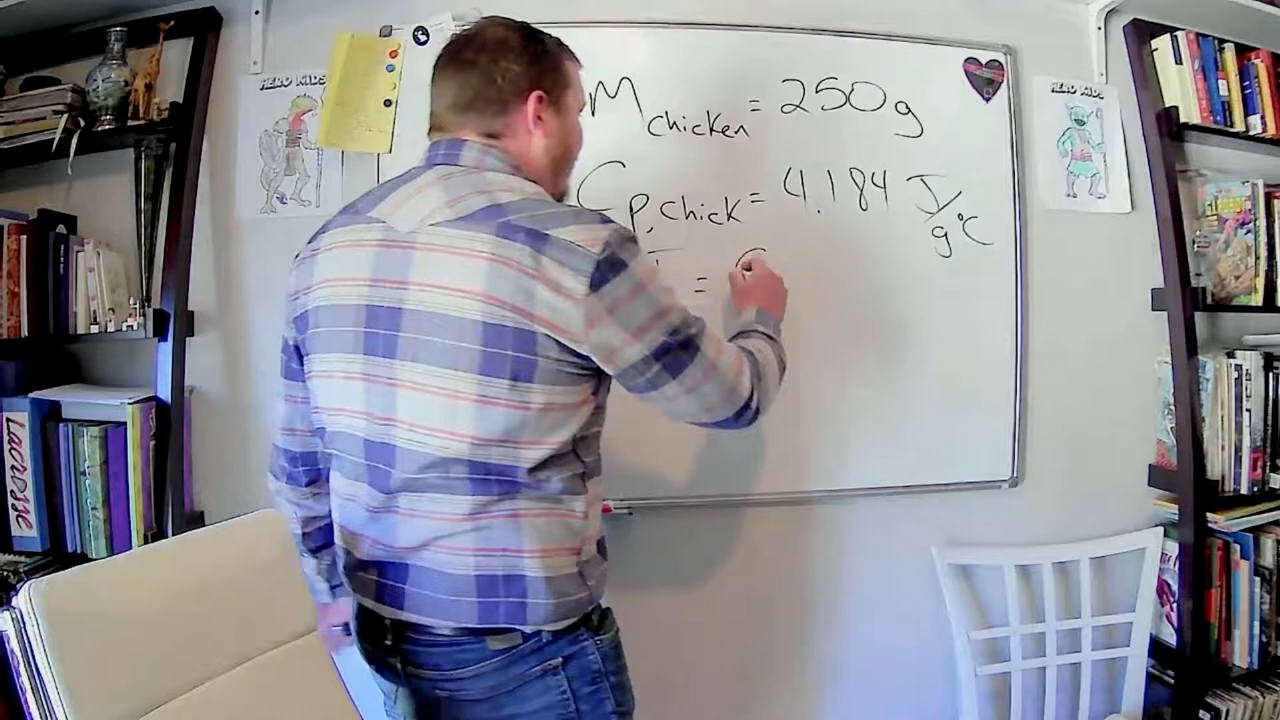 HERO KIDS
M chicken = 250 g
HERO KIDS
Cp, chick = 4.184 J/g°C
=
LACROSSE